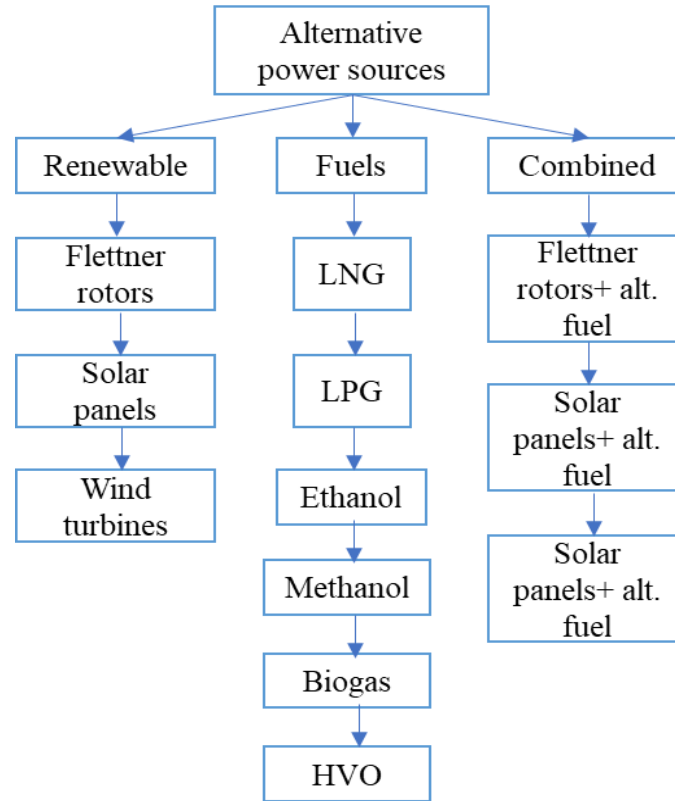 Alternative
power sources
Renewable
Fuels
Combined
Flettner
rotors
Solar
panels
Wind
turbines
LNG
LPG
Ethanol
Methanol
Biogas
HVO
Flettner
rotors+ alt.
fuel
Solar
panels+ alt.
fuel
Solar
panels+ alt.
fuel